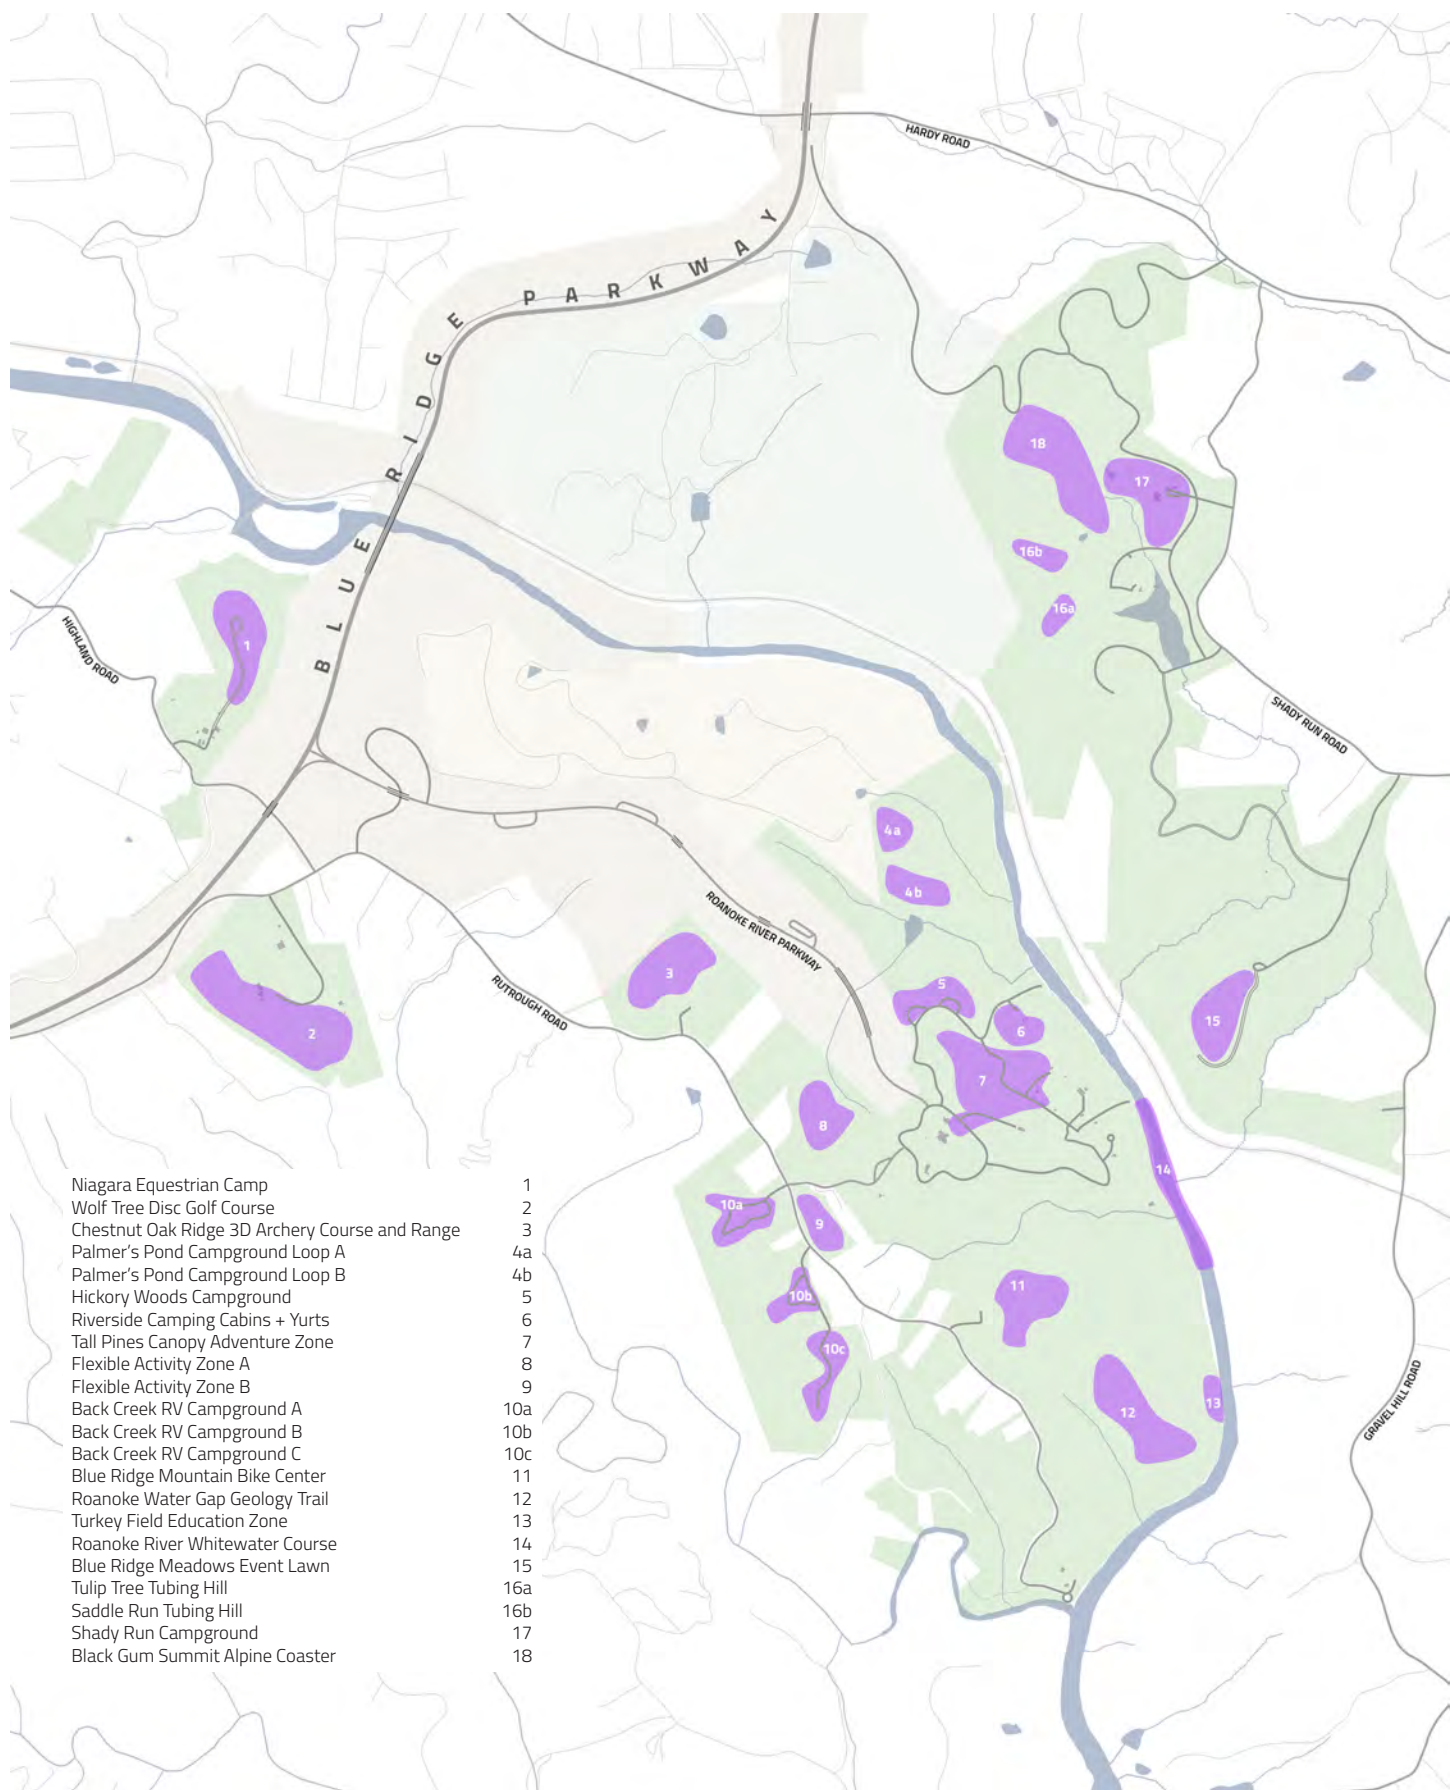 HARDY ROAD
BLUE RIDGE PARKWAY
18
17
16b
16a
HIGHLAND ROAD
1
SHADY RUN ROAD
4a
4b
ROANOKE RIVER PARKWAY
3
RUTROUGH ROAD
5
6
15
2
7
8
14
10a
9
11
10b
10c
12
13
GRAVEL HILL ROAD
Niagara Equestrian Camp 1
Wolf Tree Disc Golf Course 2
Chestnut Oak Ridge 3D Archery Course and Range 3
Palmer's Pond Campground Loop A 4a
Palmer's Pond Campground Loop B 4b
Hickory Woods Campground 5
Riverside Camping Cabins + Yurts 6
Tall Pines Canopy Adventure Zone 7
Flexible Activity Zone A 8
Flexible Activity Zone B 9
Back Creek RV Campground A 10a
Back Creek RV Campground B 10b
Back Creek RV Campground C 10c
Blue Ridge Mountain Bike Center 11
Roanoke Water Gap Geology Trail 12
Turkey Field Education Zone 13
Roanoke River Whitewater Course 14
Blue Ridge Meadows Event Lawn 15
Tulip Tree Tubing Hill 16a
Saddle Run Tubing Hill 16b
Shady Run Campground 17
Black Gum Summit Alpine Coaster 18